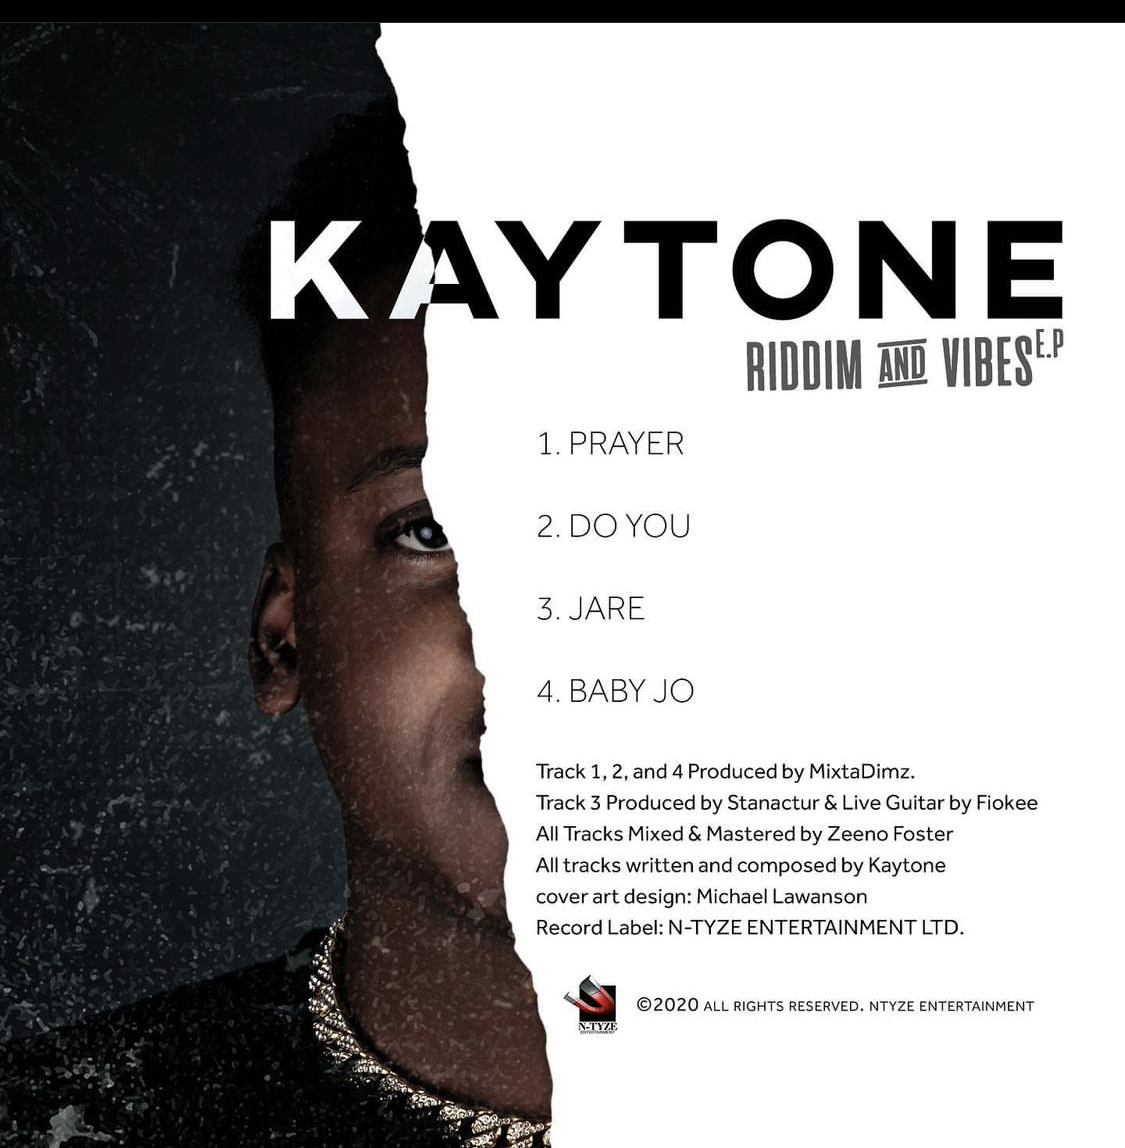 KAYTONE
RIDDIM AND VIBES E.P
1. PRAYER
2. DO YOU
3. JARE
4. BABY JO
Track 1, 2, and 4 Produced by MixtaDimz.
Track 3 Produced by Stanactur & Live Guitar by Fiokee
All Tracks Mixed & Mastered by Zeeno Foster
All tracks written and composed by Kaytone
cover art design: Michael Lawanson
Record Label: N-TYZE ENTERTAINMENT LTD.
N-TYZE
ENTERTAINMENT
©2020 ALL RIGHTS RESERVED. NTYZE ENTERTAINMENT